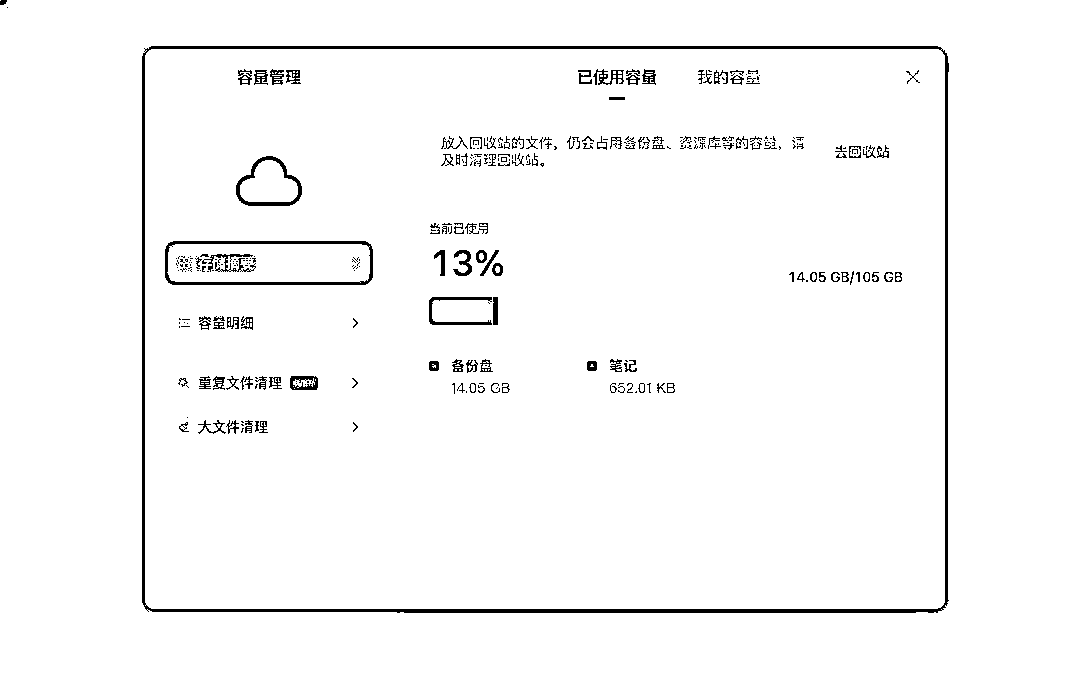 容量管理
已使用容量
我的容量
放入回收站的文件，仍会占用备份盘、资源库等的容量，请
及时清理回收站。
去回收站
存储摘要
容量明细
重复文件清理
大文件清理
当前已使用
13%
14.05 GB/105 GB
备份盘
14.05 GB
笔记
652.01 KB